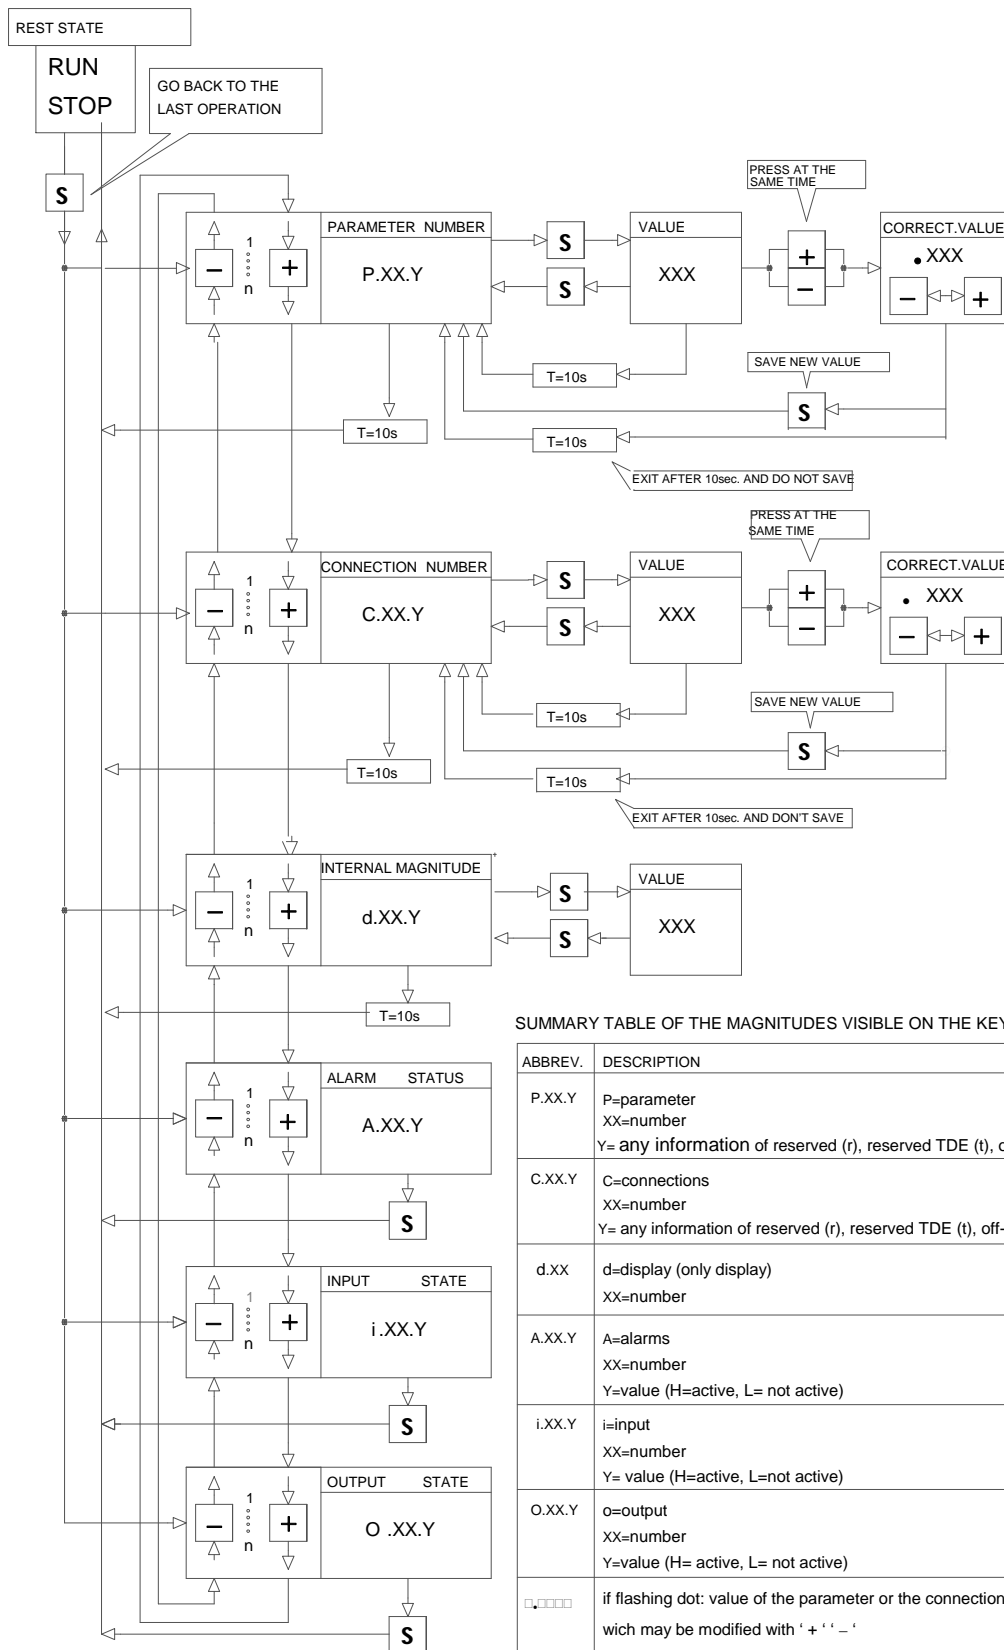 REST STATE
RUN
STOP
GO BACK TO THE
LAST OPERATION
S
PRESS AT THE
SAME TIME
PARAMETER NUMBER
P.XX.Y
1
n
−
+
S
S
VALUE
XXX
+
−
CORRECT.VALUE
.XXX
−
+
T=10s
SAVE NEW VALUE
S
T=10s
T=10s
EXIT AFTER 10sec. AND DO NOT SAVE
PRESS AT THE
SAME TIME
CONNECTION NUMBER
C.XX.Y
1
n
−
+
S
S
VALUE
XXX
+
−
CORRECT.VALUE
. XXX
−
+
T=10s
SAVE NEW VALUE
S
T=10s
T=10s
EXIT AFTER 10sec. AND DON'T SAVE
INTERNAL MAGNITUDE
d.XX.Y
1
n
−
+
S
S
VALUE
XXX
T=10s
ALARM STATUS
A.XX.Y
1
n
−
+
S
INPUT STATE
i .XX.Y
1
n
−
+
S
OUTPUT STATE
O .XX.Y
1
n
−
+
S
SUMMARY TABLE OF THE MAGNITUDES VISIBLE ON THE KEY
ABBREV. DESCRIPTION
P.XX.Y P=parameter
XX=number
Y= any information of reserved (r), reserved TDE (t), o
C.XX.Y C=connections
XX=number
Y= any information of reserved (r), reserved TDE (t), off-
d.XX d=display (only display)
XX=number
A.XX.Y A=alarms
XX=number
Y=value (H=active, L= not active)
i.XX.Y i=input
XX=number
Y= value (H=active, L=not active)
O.XX.Y o=output
XX=number
Y=value (H= active, L= not active)
□.□□□□ if flashing dot: value of the parameter or the connection
wich may be modified with ‘ + ‘ ‘ – ‘